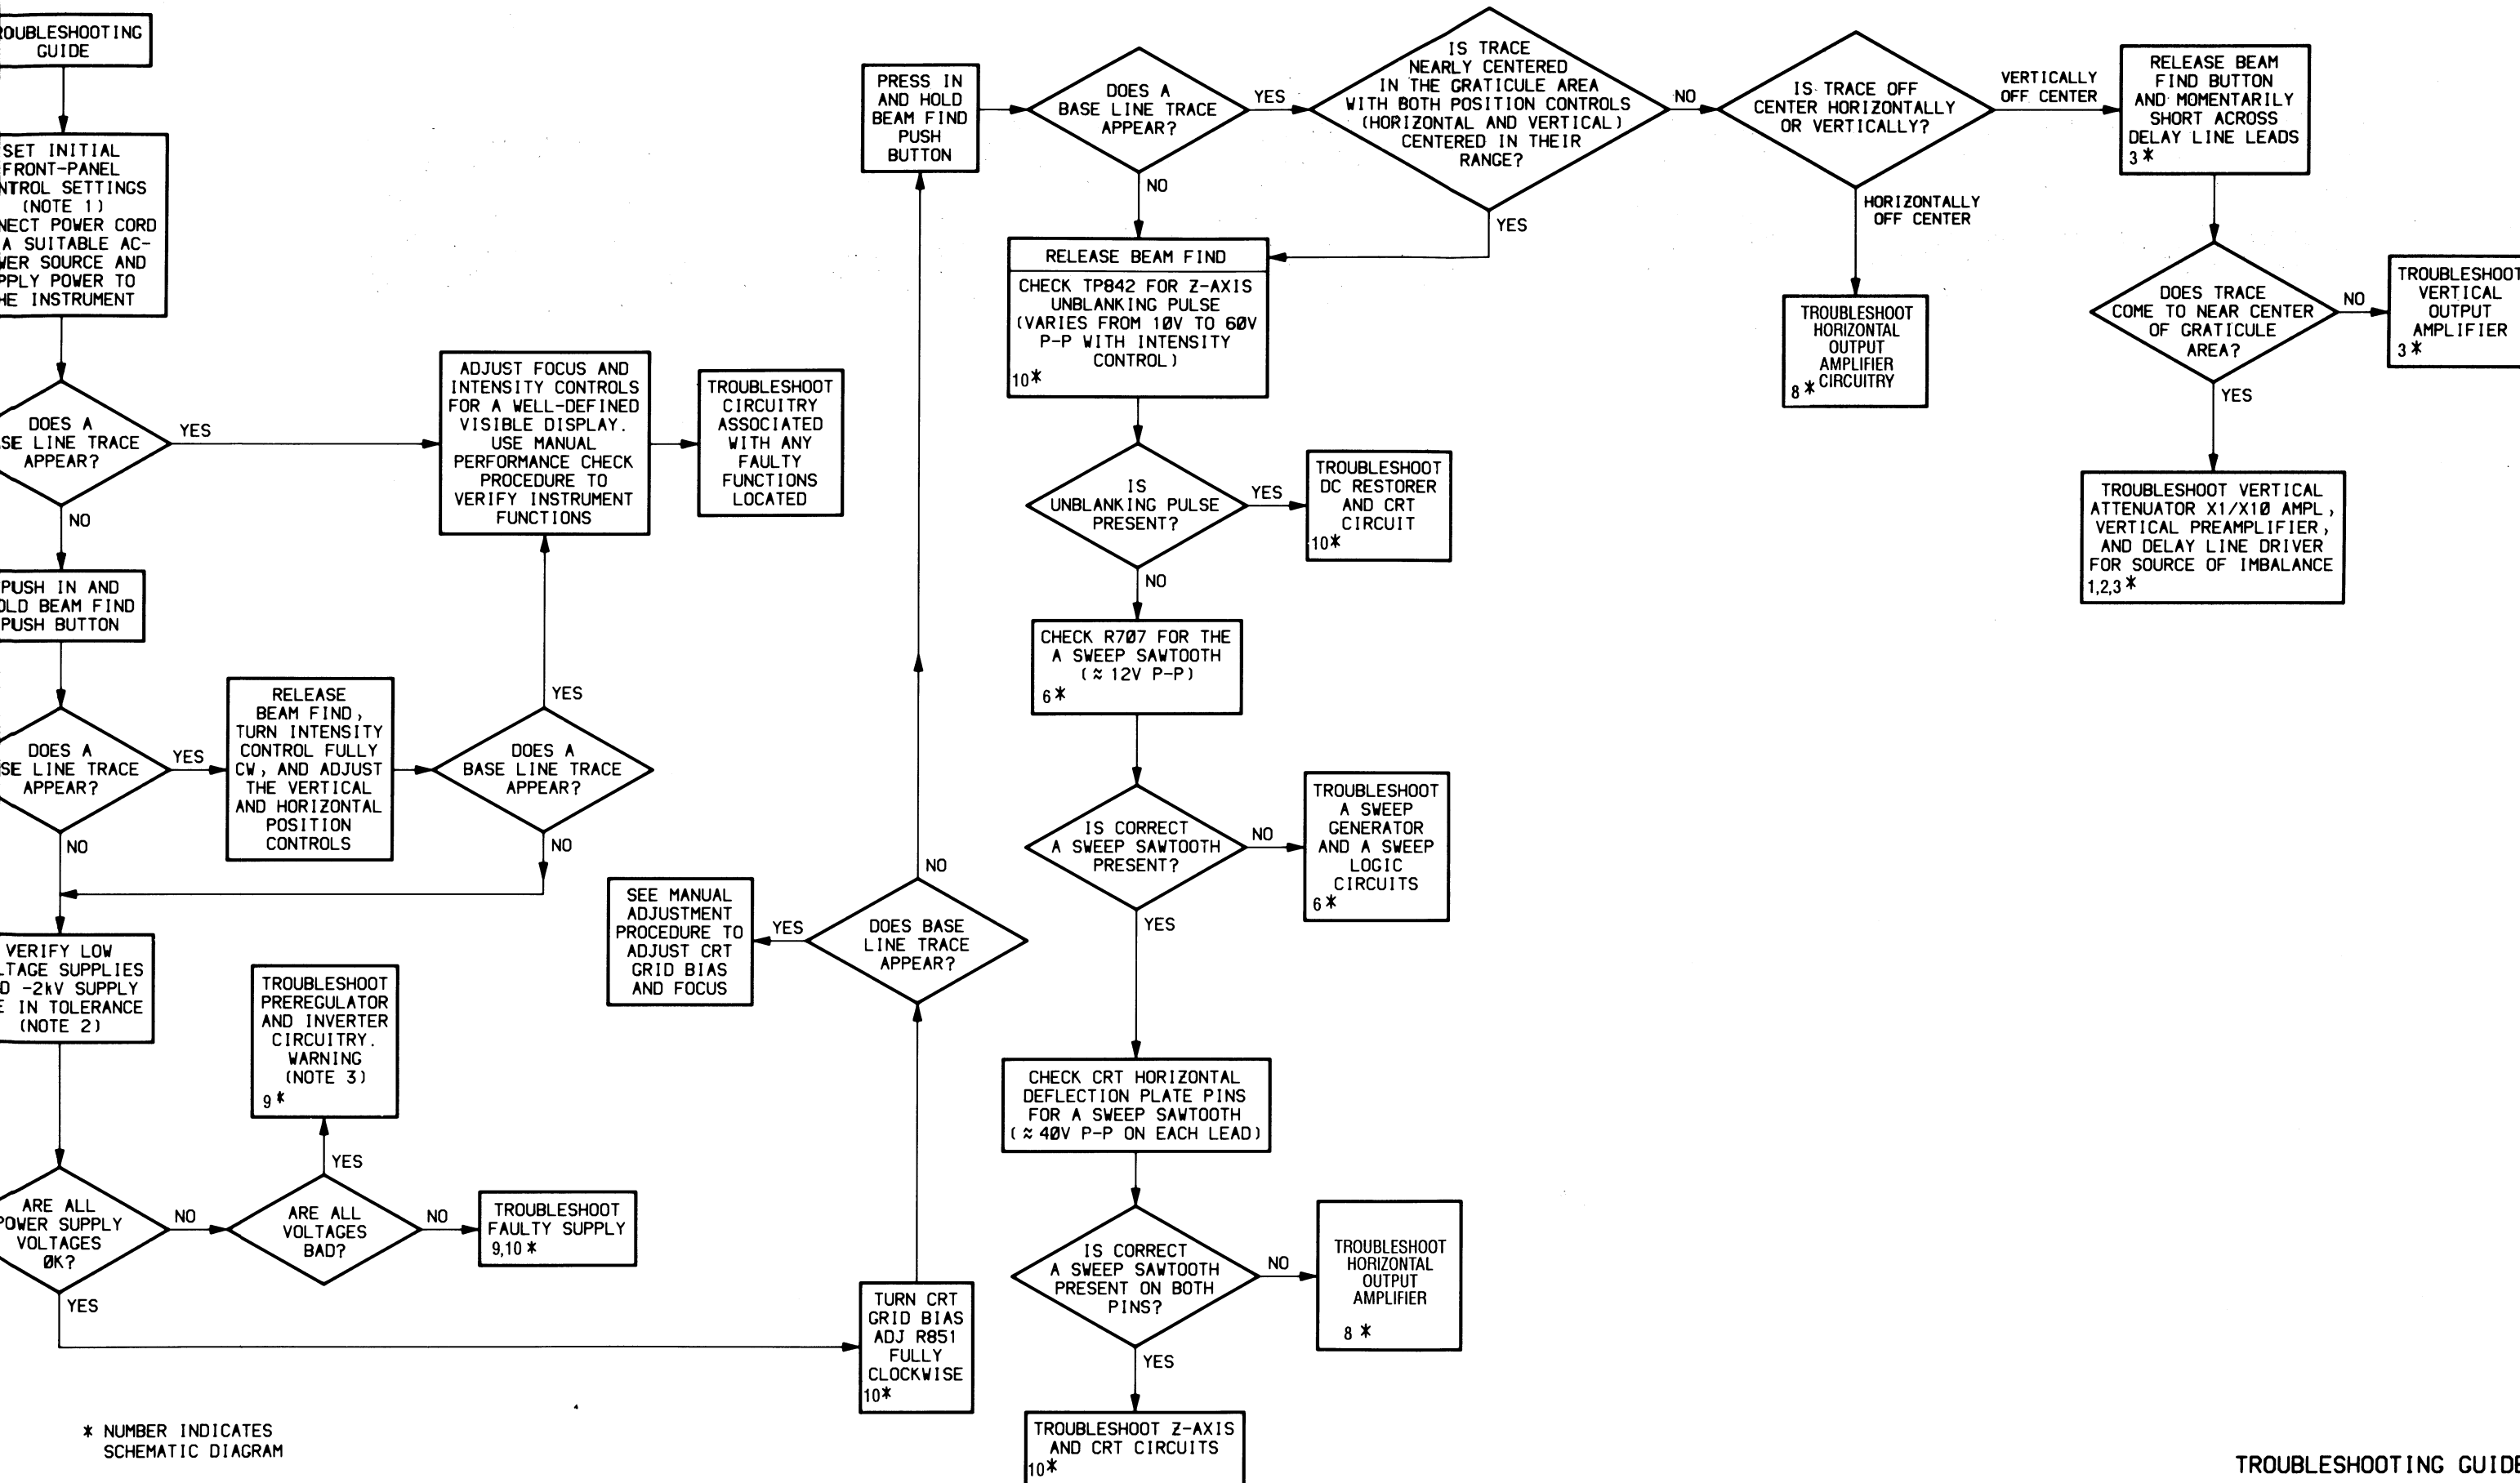 TROUBLESHOOTING
GUIDE
SET INITIAL
FRONT-PANEL
SETTINGS
(NOTE 1)
POWER CORD
A SUITABLE AC-
SOURCE AND
POWER TO
INSTRUMENT
DOES A
LINE TRACE
APPEAR?
YES
NO
PUSH IN AND
BEAM FIND
PUSH BUTTON
DOES A
LINE TRACE
APPEAR?
YES
NO
RELEASE
BEAM FIND,
TURN INTENSITY
CONTROL FULLY
CW, AND ADJUST
THE VERTICAL
AND HORIZONTAL
POSITION
CONTROLS
DOES A
BASE LINE TRACE
APPEAR?
YES
NO
ADJUST FOCUS AND
INTENSITY CONTROLS
FOR A WELL-DEFINED
VISIBLE DISPLAY.
USE MANUAL
PERFORMANCE CHECK
PROCEDURE TO
VERIFY INSTRUMENT
FUNCTIONS
TROUBLESHOOT
CIRCUITRY
ASSOCIATED
WITH ANY
FAULTY
FUNCTIONS
LOCATED
VERIFY LOW
SUPPLIES
-2kV SUPPLY
IN TOLERANCE
(NOTE 2)
ARE ALL
POWER SUPPLY
VOLTAGES
ØK?
NO
YES
ARE ALL
VOLTAGES
BAD?
YES
NO
TROUBLESHOOT
PREREGULATOR
AND INVERTER
CIRCUITRY.
WARNING
(NOTE 3)
9*
TROUBLESHOOT
FAULTY SUPPLY
9,10*
TURN CRT
GRID BIAS
ADJ R851
FULLY
CLOCKWISE
10*
DOES BASE
LINE TRACE
APPEAR?
YES
NO
SEE MANUAL
ADJUSTMENT
PROCEDURE TO
ADJUST CRT
GRID BIAS
AND FOCUS
PRESS IN
AND HOLD
BEAM FIND
PUSH
BUTTON
DOES A
BASE LINE TRACE
APPEAR?
YES
NO
IS TRACE
NEARLY CENTERED
IN THE GRATICULE AREA
WITH BOTH POSITION CONTROLS
(HORIZONTAL AND VERTICAL)
CENTERED IN THEIR
RANGE?
NO
YES
IS TRACE OFF
CENTER HORIZONTALLY
OR VERTICALLY?
VERTICALLY
OFF CENTER
HORIZONTALLY
OFF CENTER
RELEASE BEAM
FIND BUTTON
AND MOMENTARILY
SHORT ACROSS
DELAY LINE LEADS
3*
TROUBLESHOOT
HORIZONTAL
OUTPUT
AMPLIFIER
8* CIRCUITRY
DOES TRACE
COME TO NEAR CENTER
OF GRATICULE
AREA?
NO
YES
TROUBLESHOOT
VERTICAL
OUTPUT
AMPLIFIER
3*
TROUBLESHOOT VERTICAL
ATTENUATOR X1/X10 AMPL,
VERTICAL PREAMPLIFIER,
AND DELAY LINE DRIVER
FOR SOURCE OF IMBALANCE
1,2,3*
RELEASE BEAM FIND
CHECK TP842 FOR Z-AXIS
UNBLANKING PULSE
(VARIES FROM 1ØV TO 6ØV
P-P WITH INTENSITY
CONTROL)
10*
IS
UNBLANKING PULSE
PRESENT?
YES
NO
TROUBLESHOOT
DC RESTORER
AND CRT
CIRCUIT
10*
CHECK R7Ø7 FOR THE
A SWEEP SAWTOOTH
(≈12V P-P)
6*
IS CORRECT
A SWEEP SAWTOOTH
PRESENT?
NO
YES
TROUBLESHOOT
A SWEEP
GENERATOR
AND A SWEEP
LOGIC
CIRCUITS
6*
CHECK CRT HORIZONTAL
DEFLECTION PLATE PINS
FOR A SWEEP SAWTOOTH
(≈4ØV P-P ON EACH LEAD)
IS CORRECT
A SWEEP SAWTOOTH
PRESENT ON BOTH
PINS?
NO
YES
TROUBLESHOOT
HORIZONTAL
OUTPUT
AMPLIFIER
8*
TROUBLESHOOT Z-AXIS
AND CRT CIRCUITS
10*
* NUMBER INDICATES
SCHEMATIC DIAGRAM
TROUBLESHOOTING GUIDE